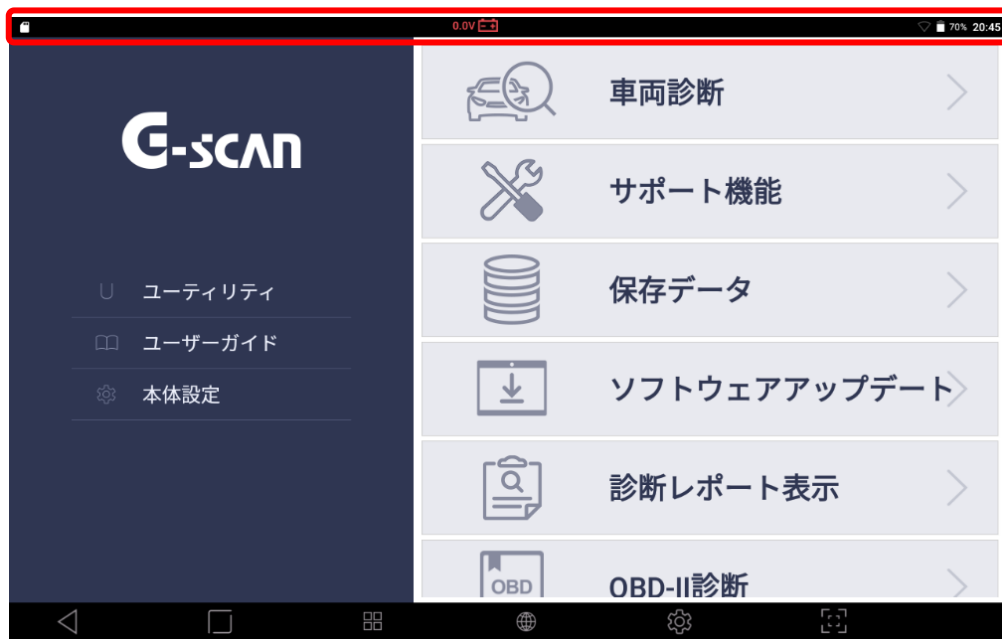 0.0V
70% 20:45
G-scan
ユーティリティ
ユーザーガイド
本体設定
車両診断
サポート機能
保存データ
ソフトウェアアップデート
診断レポート表示
OBD
OBD-II診断